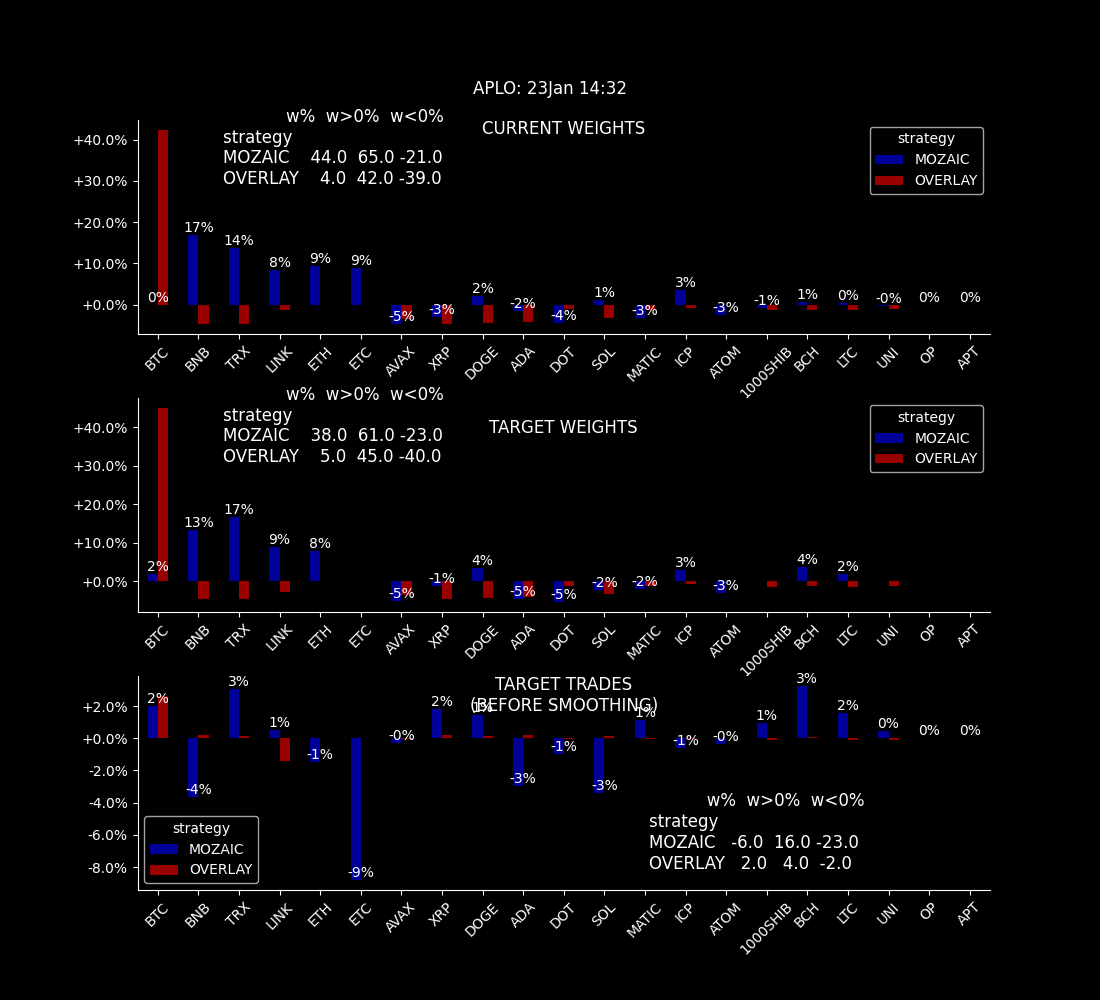 APLO: 23Jan 14:32
CURRENT WEIGHTS
w%  w>0%  w<0%
strategy
MOZAIC    44.0  65.0 -21.0
OVERLAY    4.0  42.0 -39.0
strategy
MOZAIC
OVERLAY
+40.0%
+30.0%
+20.0%
+10.0%
+0.0%
0% 17% 14% 8% 9% 9% -5% -3% 2% -2% -4% 1% -3% 3% -3% -1% 1% 0% -0% 0% 0%
BTC BNB TRX LINK ETH ETC AVAX XRP DOGE ADA DOT SOL MATIC ICP ATOM 1000SHIB BCH LTC UNI OP APT
TARGET WEIGHTS
w%  w>0%  w<0%
strategy
MOZAIC    38.0  61.0 -23.0
OVERLAY    5.0  45.0 -40.0
strategy
MOZAIC
OVERLAY
+40.0%
+30.0%
+20.0%
+10.0%
+0.0%
2% 13% 17% 9% 8% -5% -1% 4% -5% -5% -2% -2% 3% -3% 4% 2%
BTC BNB TRX LINK ETH ETC AVAX XRP DOGE ADA DOT SOL MATIC ICP ATOM 1000SHIB BCH LTC UNI OP APT
TARGET TRADES
(BEFORE SMOOTHING)
+2.0%
+0.0%
-2.0%
-4.0%
-6.0%
-8.0%
2% -4% 3% 1% -1% -9% -0% 2% 1% -3% -1% -3% 1% -1% -0% 1% 3% 2% 0% 0% 0%
w%  w>0%  w<0%
strategy
MOZAIC   -6.0  16.0 -23.0
OVERLAY   2.0   4.0  -2.0
strategy
MOZAIC
OVERLAY
BTC BNB TRX LINK ETH ETC AVAX XRP DOGE ADA DOT SOL MATIC ICP ATOM 1000SHIB BCH LTC UNI OP APT